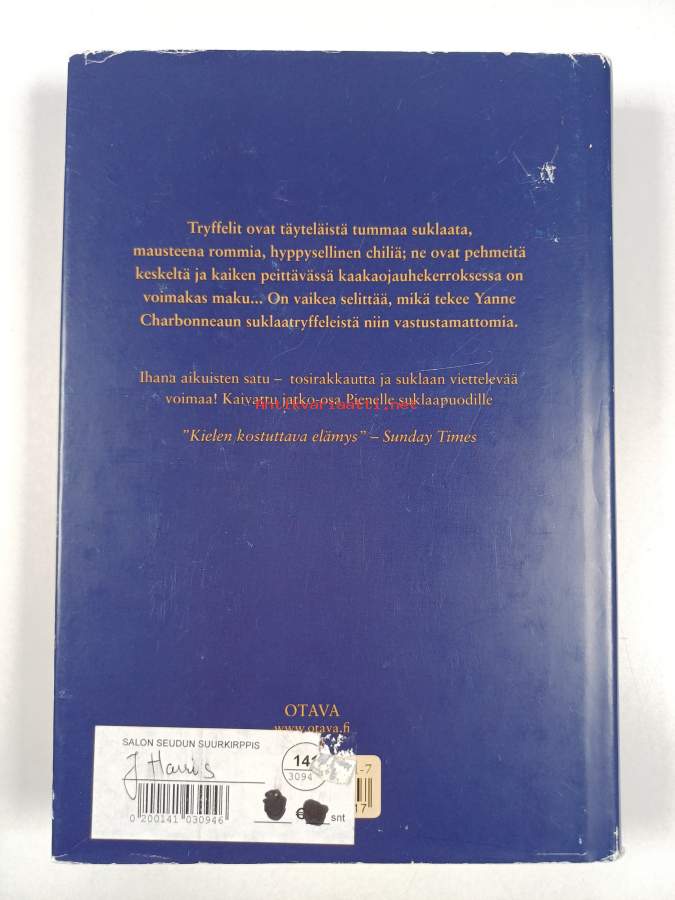 Tryffelit ovat täyteläistä tummaa suklaata,
mausteena rommia, hyppysellinen chiliä; ne ovat pehmeitä
keskeltä ja kaiken peittävässä kaakaojauhekerroksessa on
voimakas maku... On vaikea selittää, mikä tekee Yanne
Charbonneaun suklaatryffeleistä niin vastustamattomia.
Ihana aikuisten satu – tosirakkautta ja suklaan viettelevää
voimaa! Kaivattu jatko-osa Pienelle suklaapuodille
Antikvariaatti.net
”Kielen kostuttava elämys” – Sunday Times
OTAVA
www.otava.fi
SALON SEUDUN SUURKIRPPIS
J Harris
141
3094
0 200141 030946
€
snt
-7
17